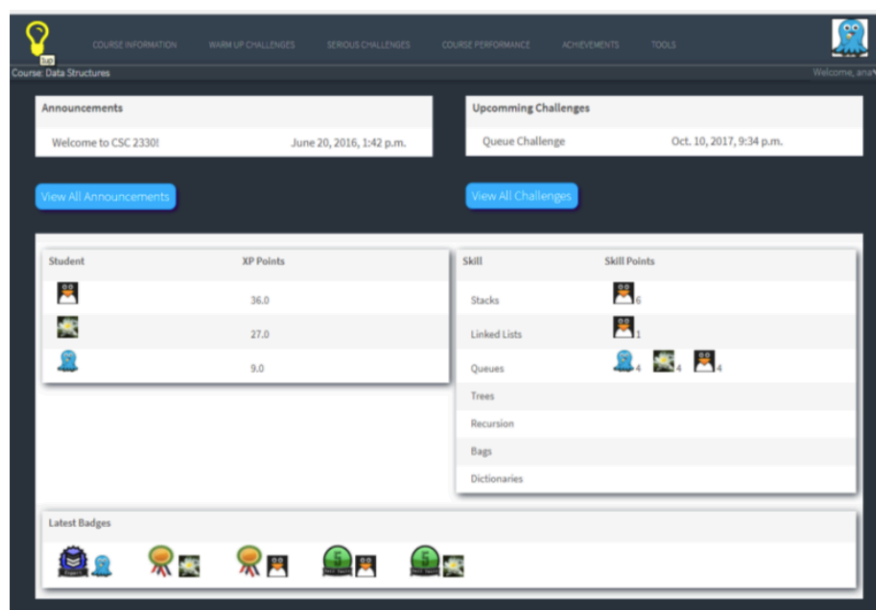 1up
COURSE INFORMATION WARM UP CHALLENGES SERIOUS CHALLENGES COURSE PERFORMANCE ACHIEVEMENTS TOOLS
Course: Data Structures Welcome, ana
Announcements
Welcome to CSC 2330! June 20, 2016, 1:42 p.m.
View All Announcements
Upcomming Challenges
Queue Challenge Oct. 10, 2017, 9:34 p.m.
View All Challenges
Student XP Points
36.0
27.0
9.0
Skill Skill Points
Stacks 6
Linked Lists 1
Queues 4 4 4
Trees
Recursion
Bags
Dictionaries
Latest Badges
5 5